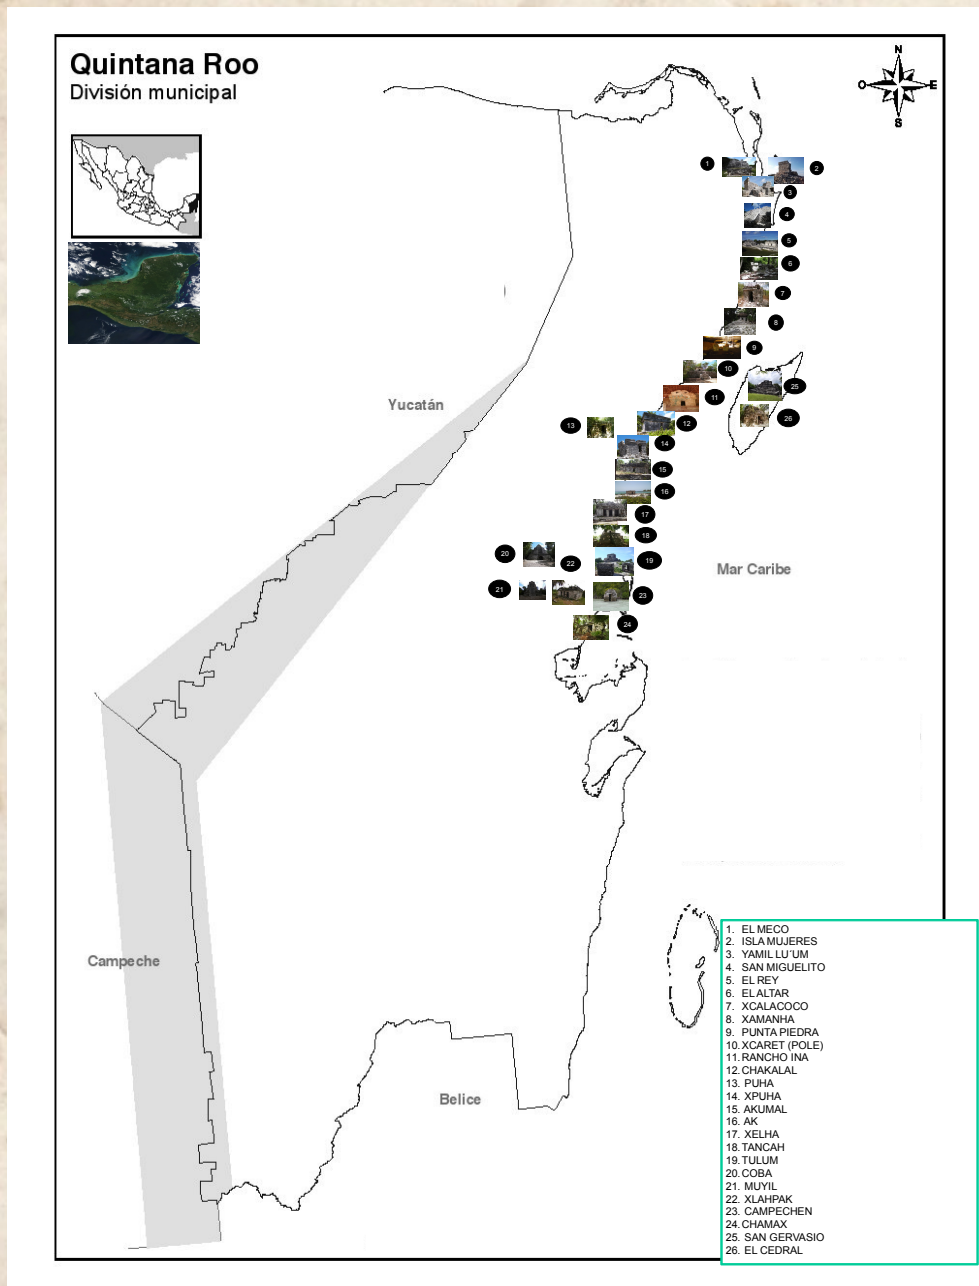 Quintana Roo
División municipal
N
O
E
S
1
2
3
4
5
6
7
8
9
10
25
11
26
12
13
14
15
16
17
18
20
19
22
21
23
24
Yucatán
Mar Caribe
Campeche
Belice
1. EL MECO
2. ISLA MUJERES
3. YAMIL LU´UM
4. SAN MIGUELITO
5. EL REY
6. EL ALTAR
7. XCALACOCO
8. XAMANHA
9. PUNTA PIEDRA
10. XCARET (POLE)
11. RANCHO INA
12. CHAKALAL
13. PUHA
14. XPUHA
15. AKUMAL
16. AK
17. XELHA
18. TANCAH
19. TULUM
20. COBA
21. MUYIL
22. XLAHPAK
23. CAMPECHEN
24. CHAMAX
25. SAN GERVASIO
26. EL CEDRAL